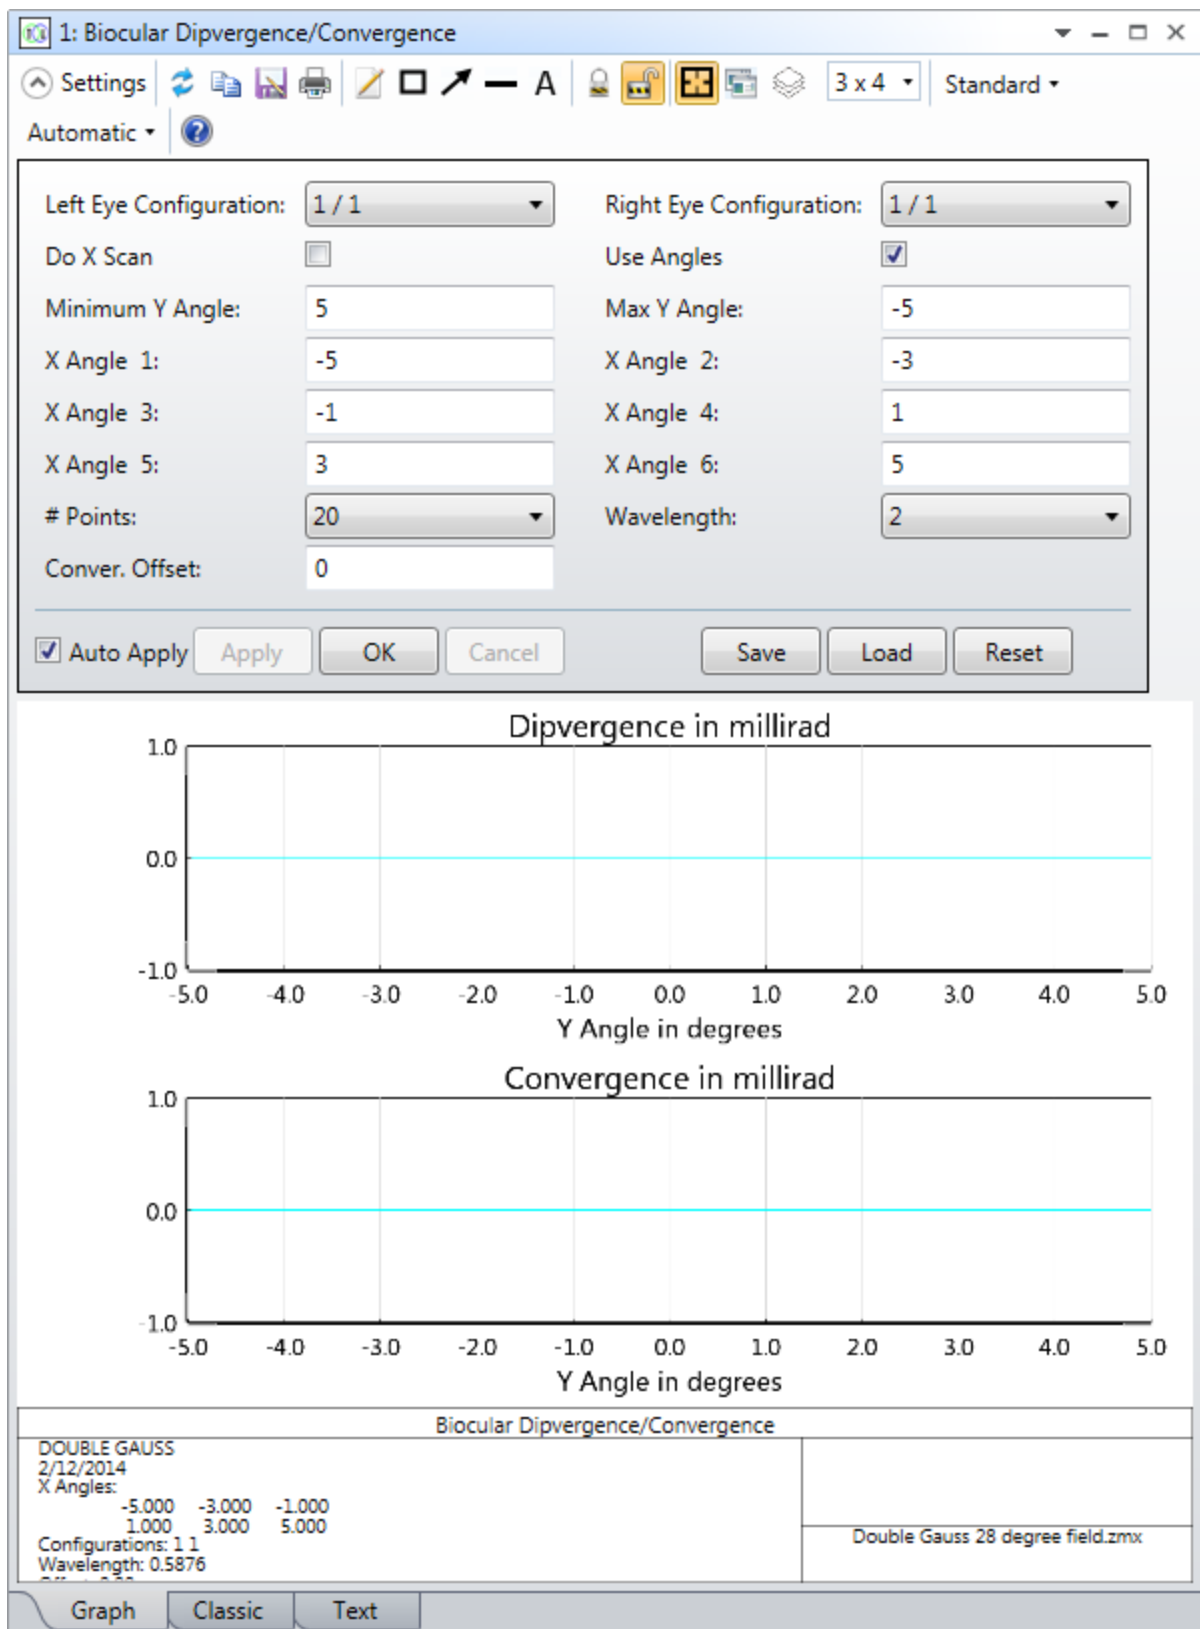 1: Biocular Dipvergence/Convergence
Settings A 3 x 4 Standard
Automatic ?
Left Eye Configuration: 1 / 1 Right Eye Configuration: 1 / 1
Do X Scan Use Angles
Minimum Y Angle: 5 Max Y Angle: -5
X Angle 1: -5 X Angle 2: -3
X Angle 3: -1 X Angle 4: 1
X Angle 5: 3 X Angle 6: 5
# Points: 20 Wavelength: 2
Conver. Offset: 0
Auto Apply Apply OK Cancel Save Load Reset
Dipvergence in millirad
1.0
0.0
-1.0
-5.0 -4.0 -3.0 -2.0 -1.0 0.0 1.0 2.0 3.0 4.0 5.0
Y Angle in degrees
Convergence in millirad
1.0
0.0
-1.0
-5.0 -4.0 -3.0 -2.0 -1.0 0.0 1.0 2.0 3.0 4.0 5.0
Y Angle in degrees
Biocular Dipvergence/Convergence
DOUBLE GAUSS
2/12/2014
X Angles:
-5.000 -3.000 -1.000
1.000 3.000 5.000
Configurations: 1 1
Wavelength: 0.5876
Double Gauss 28 degree field.zmx
Graph Classic Text